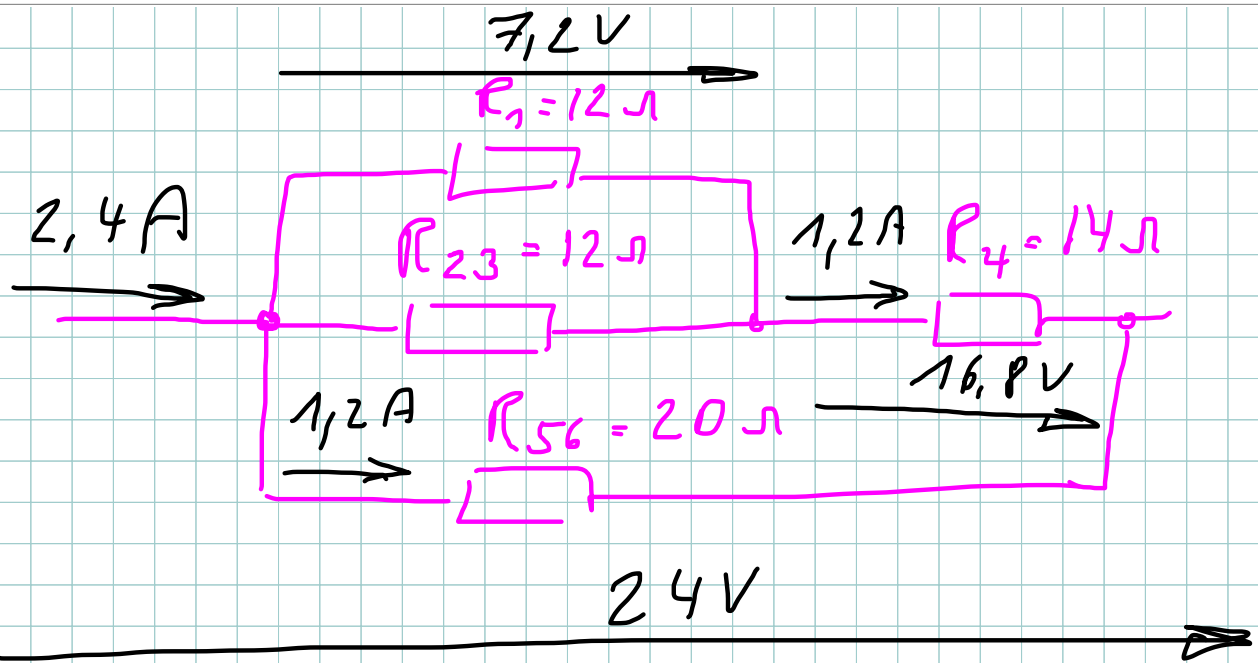 7,2V
R1 = 12 Ω
2,4A
R23 = 12 Ω
1,2A
R4 = 14 Ω
1,2A
R56 = 20 Ω
16,8V
24V